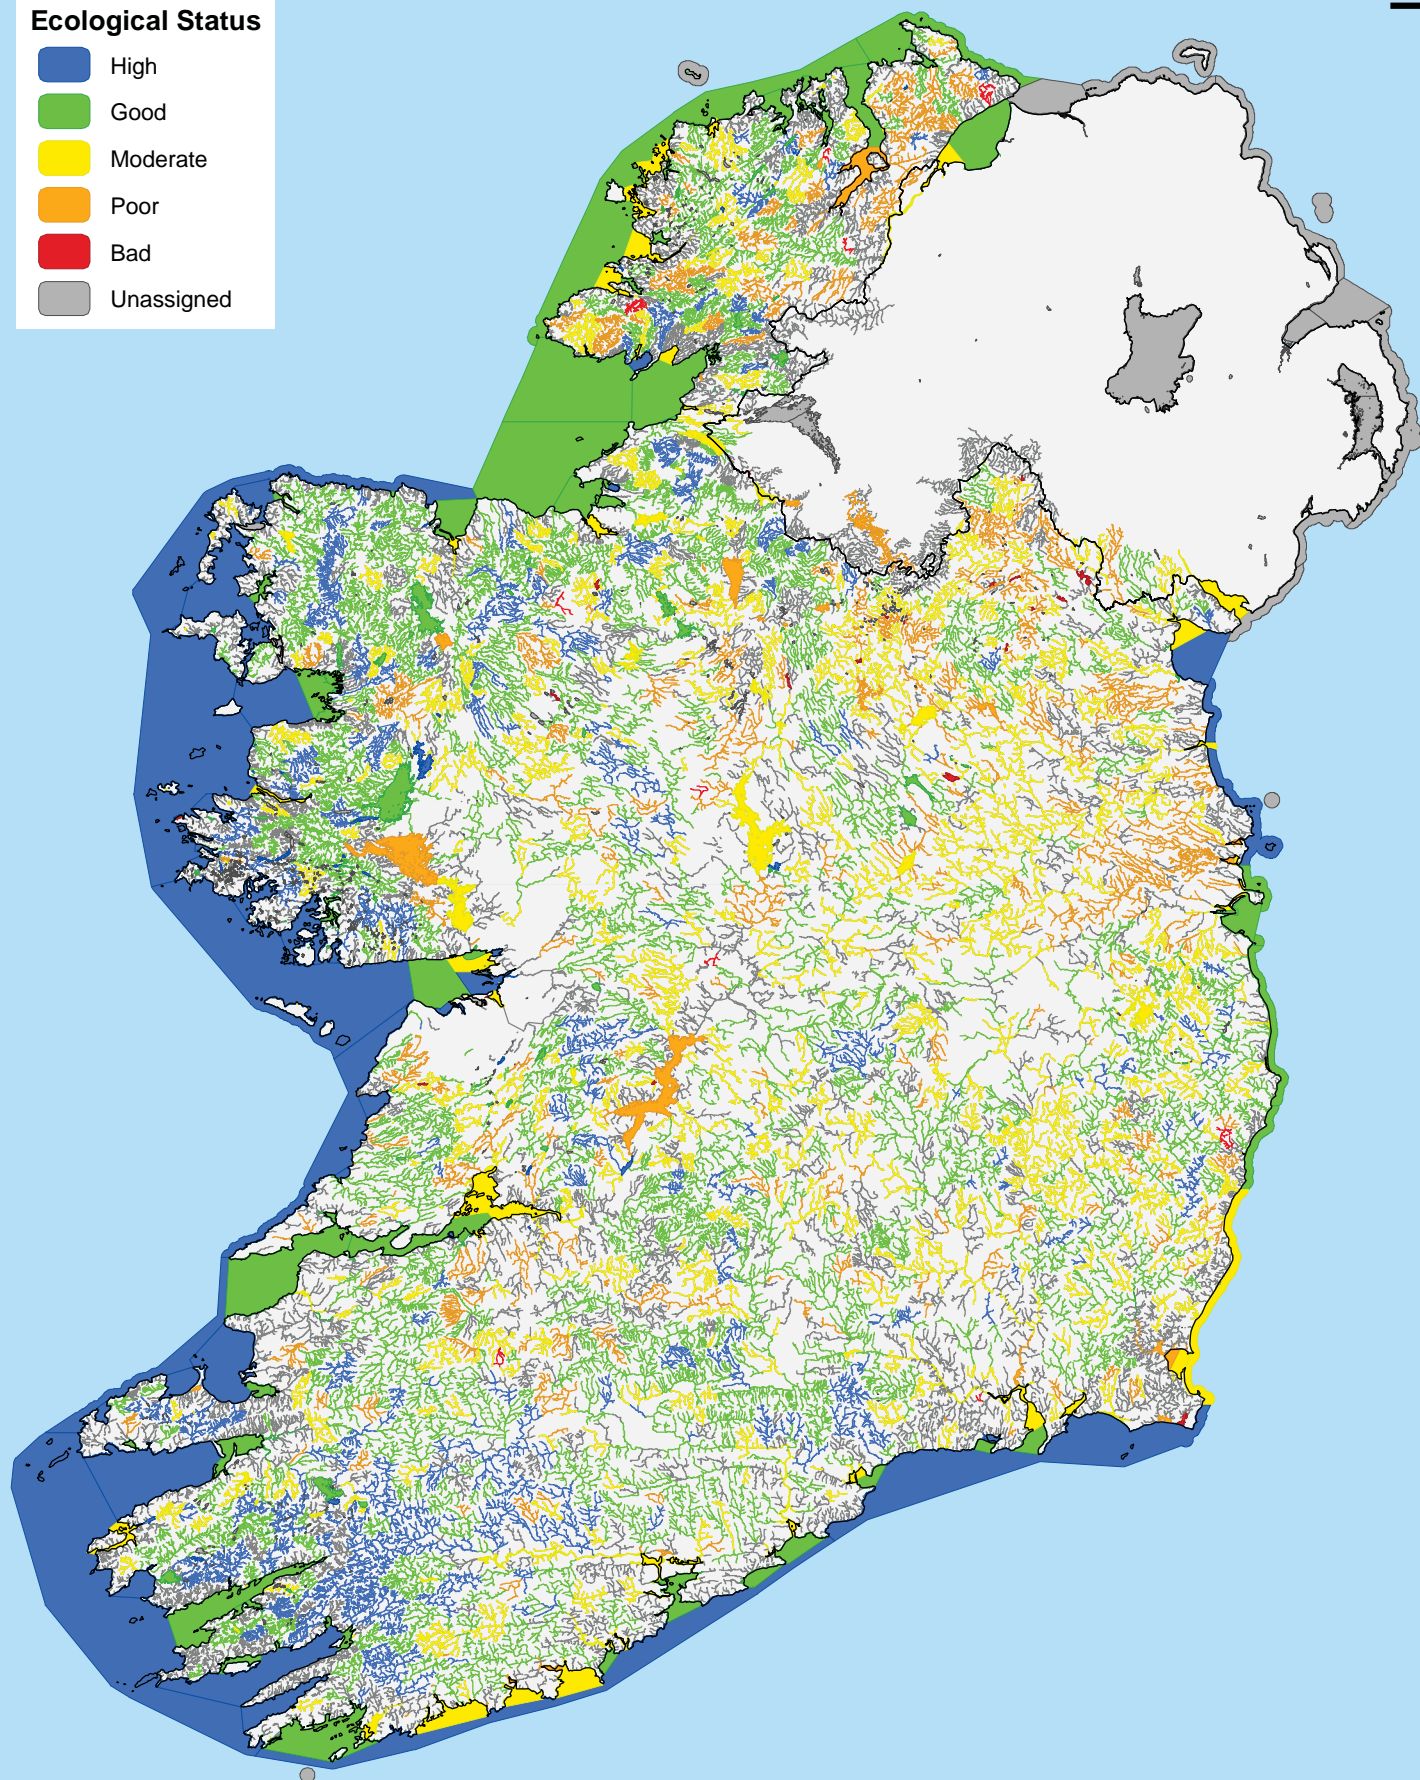 Ecological Status
High
Good
Moderate
Poor
Bad
Unassigned